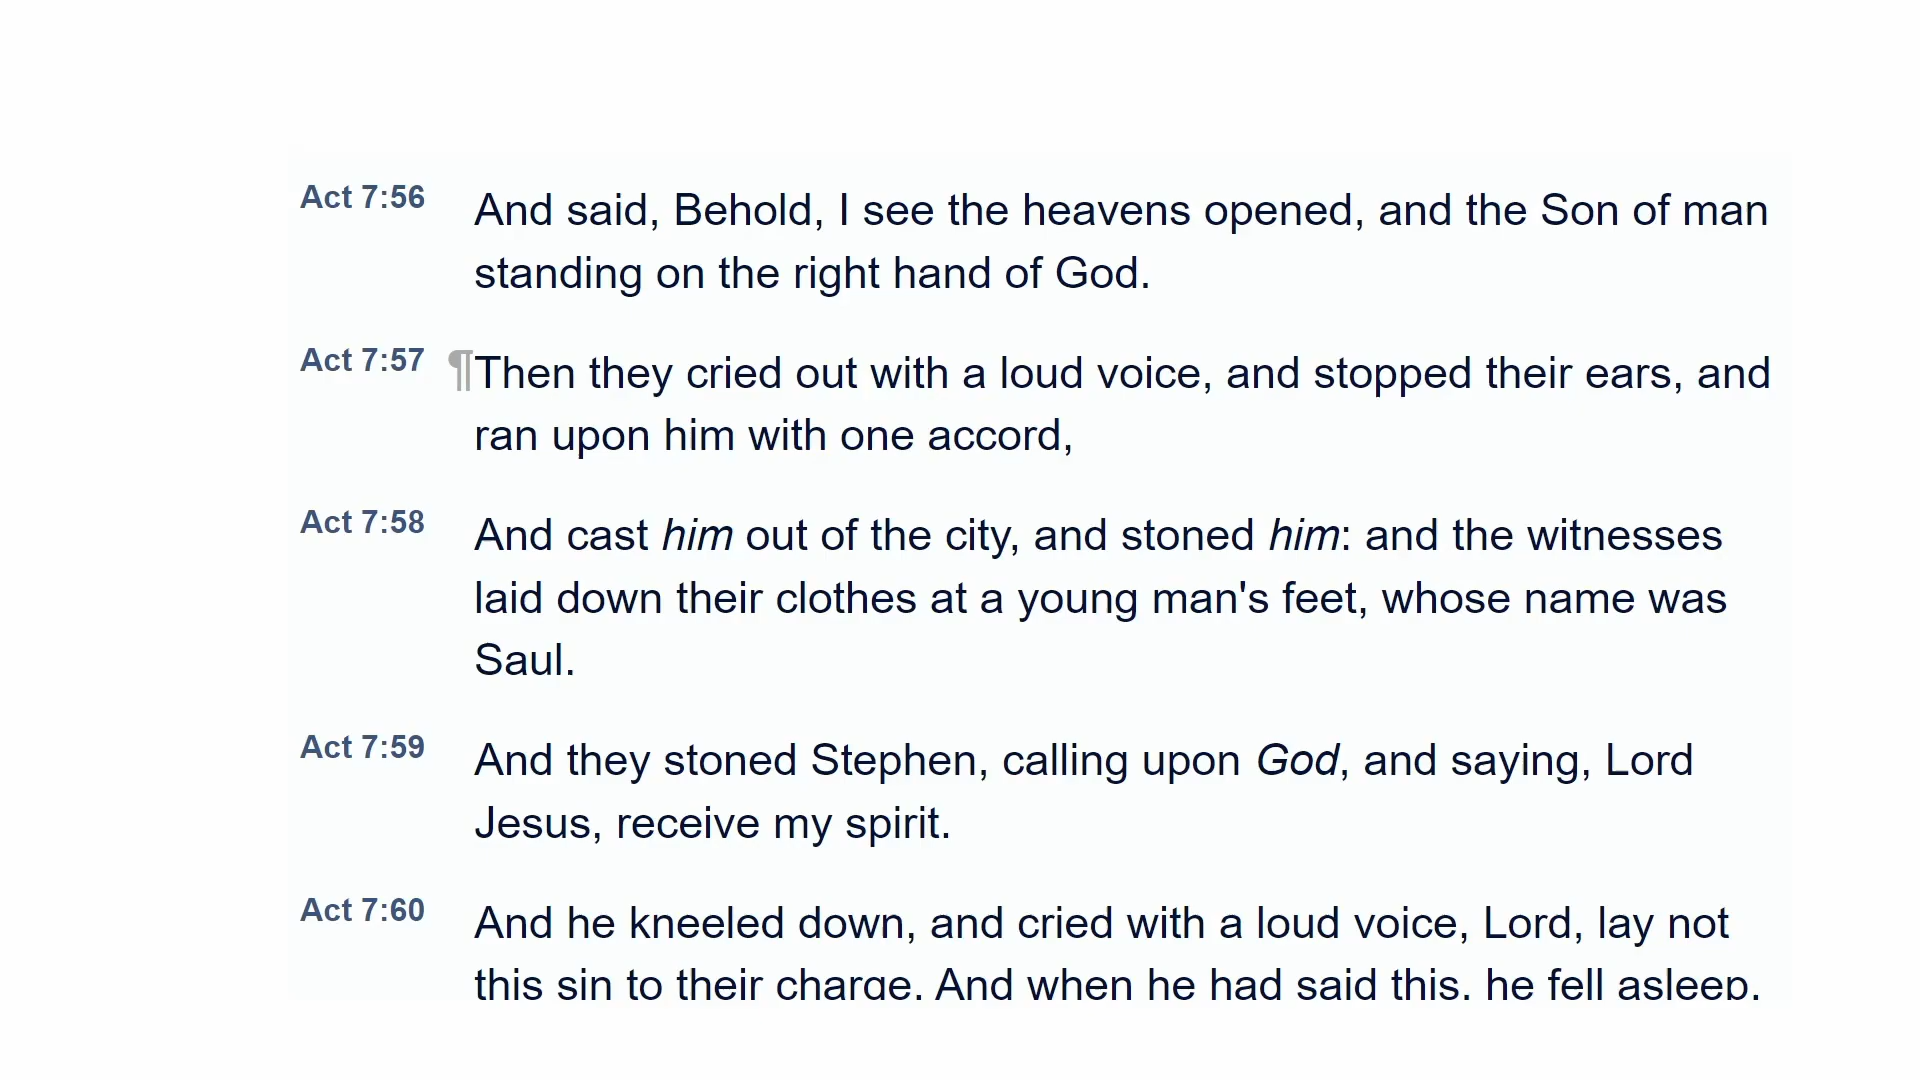 Act 7:56 And said, Behold, I see the heavens opened, and the Son of man
standing on the right hand of God.
Act 7:57 ¶Then they cried out with a loud voice, and stopped their ears, and
ran upon him with one accord,
Act 7:58 And cast him out of the city, and stoned him: and the witnesses
laid down their clothes at a young man's feet, whose name was
Saul.
Act 7:59 And they stoned Stephen, calling upon God, and saying, Lord
Jesus, receive my spirit.
Act 7:60 And he kneeled down, and cried with a loud voice, Lord, lay not
this sin to their charge. And when he had said this, he fell asleep.